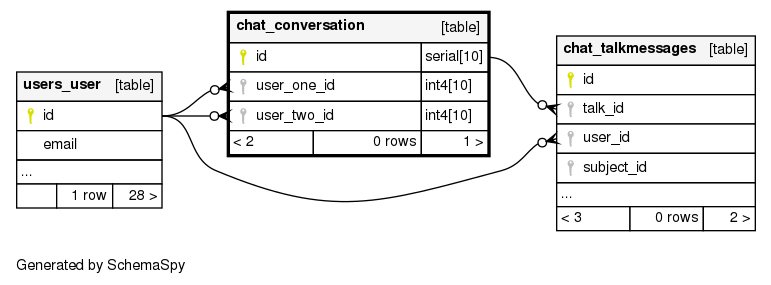 users_user [table]
id
email
...
1 row 28 >
chat_conversation [table]
id serial[10]
user_one_id int4[10]
user_two_id int4[10]
< 2 0 rows 1 >
chat_talkmessages [table]
id
talk_id
user_id
subject_id
...
< 3 0 rows 2 >
Generated by SchemaSpy